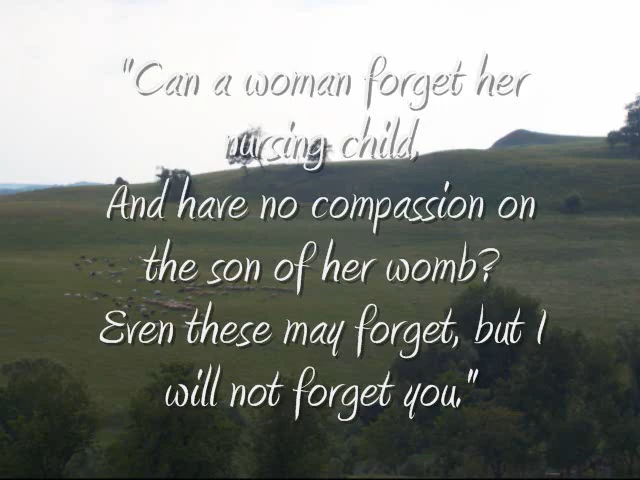 "Can a woman forget her
nursing child,
And have no compassion on
the son of her womb?
Even these may forget, but I
will not forget you."